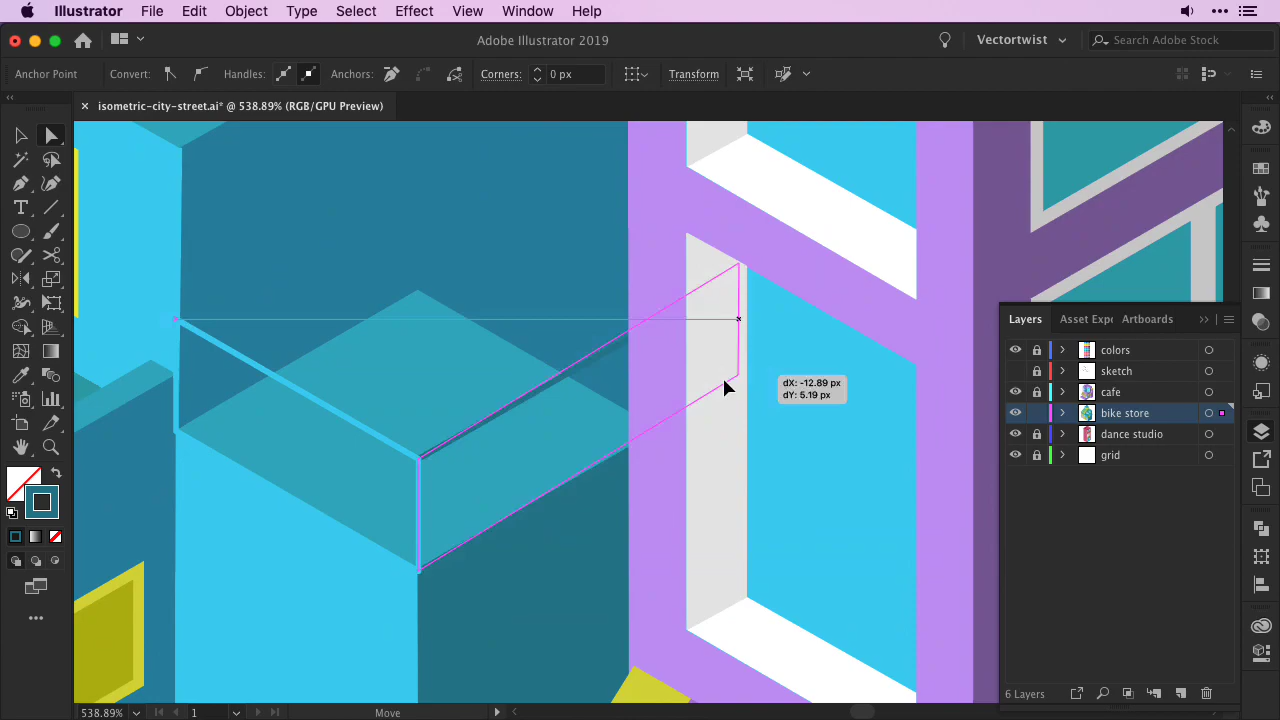 Illustrator File Edit Object Type Select Effect View Window Help
Adobe Illustrator 2019
Vectortwist
Search Adobe Stock
Anchor Point Convert: Handles: Anchors: Corners: 0 px Transform
isometric-city-street.ai* @ 538.89% (RGB/GPU Preview)
Layers Asset Expo Artboards
colors
sketch
cafe
bike store
dance studio
grid
dX: -12.89 px
dY: 5.19 px
6 Layers
538.89% 1 Move